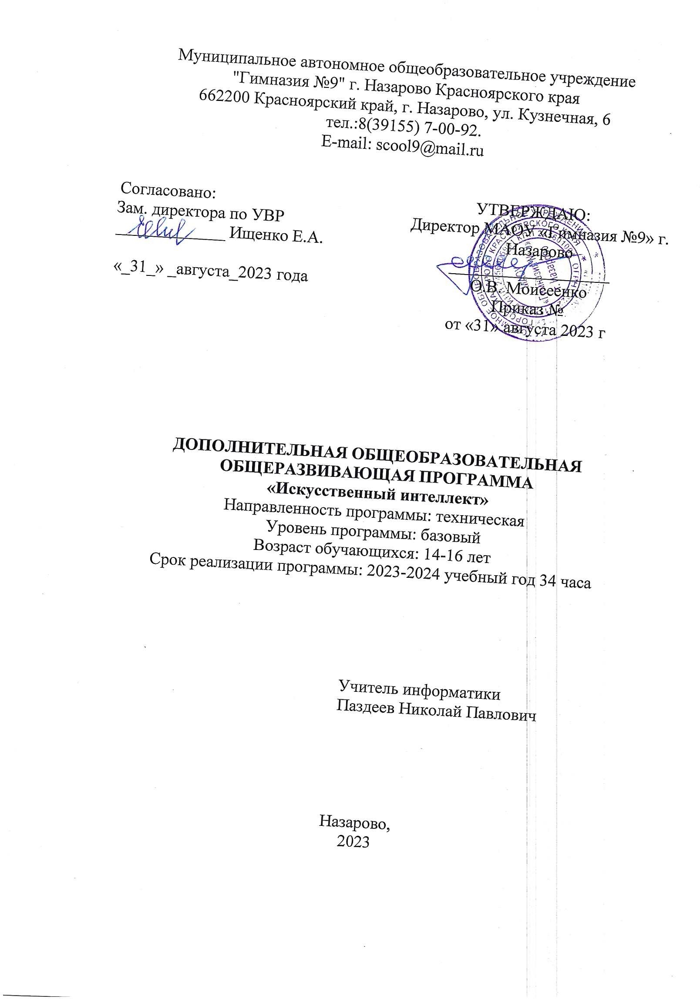 Муниципальное автономное общеобразовательное учреждение
"Гимназия №9" г. Назарово Красноярского края
662200 Красноярский край, г. Назарово, ул. Кузнечная, 6
тел.:8(39155) 7-00-92.
E-mail: scool9@mail.ru
Согласовано:
Зам. директора по УВР
______________ Ищенко Е.А.
«_31_» _августа_2023 года
УТВЕРЖДАЮ:
Директор МАОУ «Гимназия №9» г.
Назарово
О.В. Моисеенко
Приказ №
от «31» августа 2023 г
ДОПОЛНИТЕЛЬНАЯ ОБЩЕОБРАЗОВАТЕЛЬНАЯ
ОБЩЕРАЗВИВАЮЩАЯ ПРОГРАММА
«Искусственный интеллект»
Направленность программы: техническая
Уровень программы: базовый
Возраст обучающихся: 14-16 лет
Срок реализации программы: 2023-2024 учебный год 34 часа
Учитель информатики
Паздеев Николай Павлович
Назарово,
2023